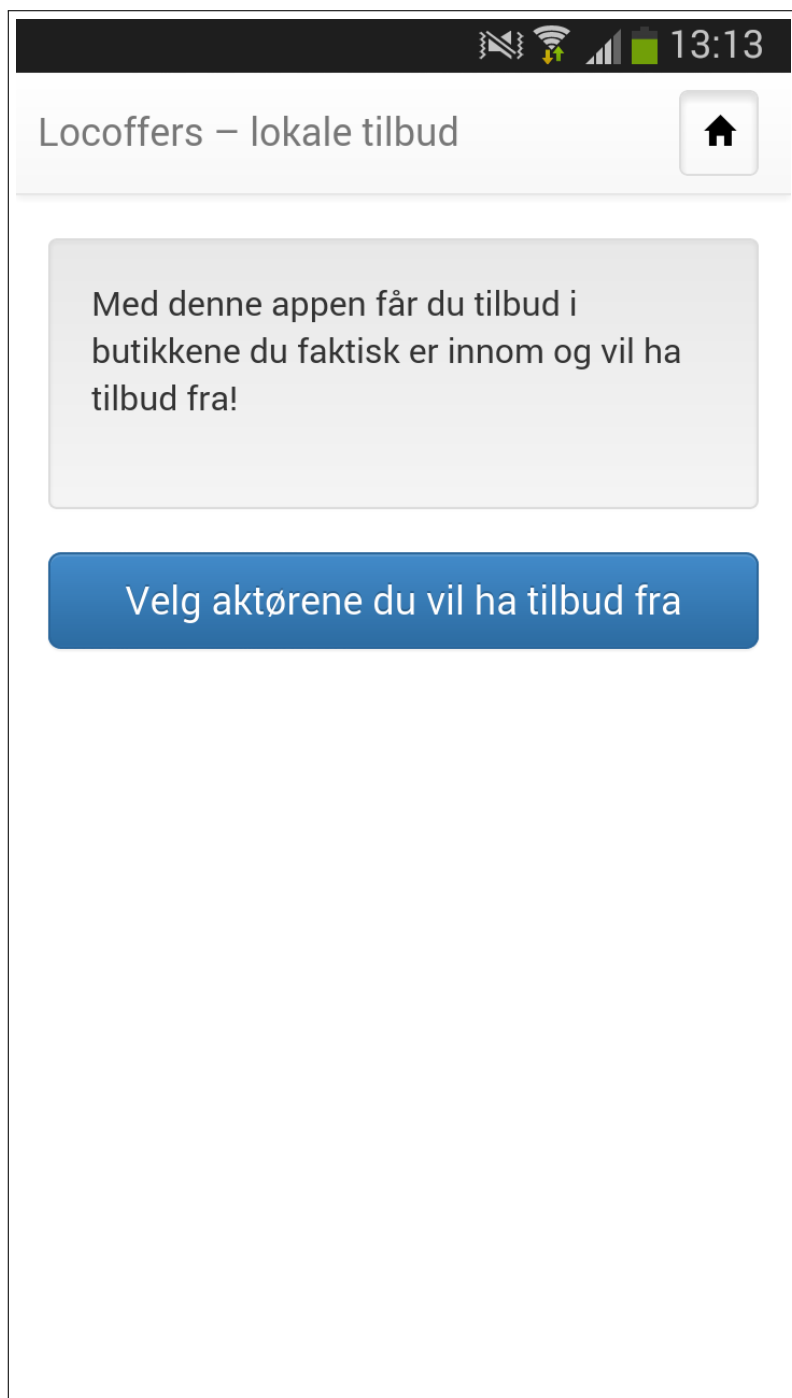 13:13
Locoffers – lokale tilbud
Med denne appen får du tilbud i
butikkene du faktisk er innom og vil ha
tilbud fra!
Velg aktørene du vil ha tilbud fra